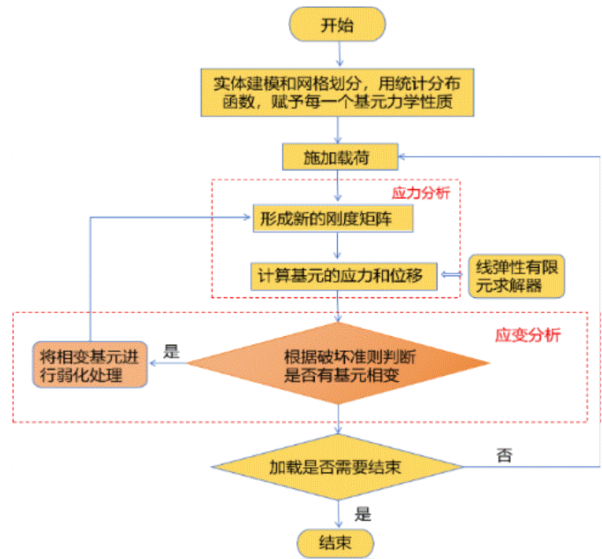 开始
实体建模和网格划分，用统计分布
函数，赋予每一个基元力学性质
施加载荷
应力分析
形成新的刚度矩阵
计算基元的应力和位移
线弹性有限
元求解器
应变分析
将相变基元进
行弱化处理
是
根据破坏准则判断
是否有基元相变
加载是否需要结束
否
是
结束